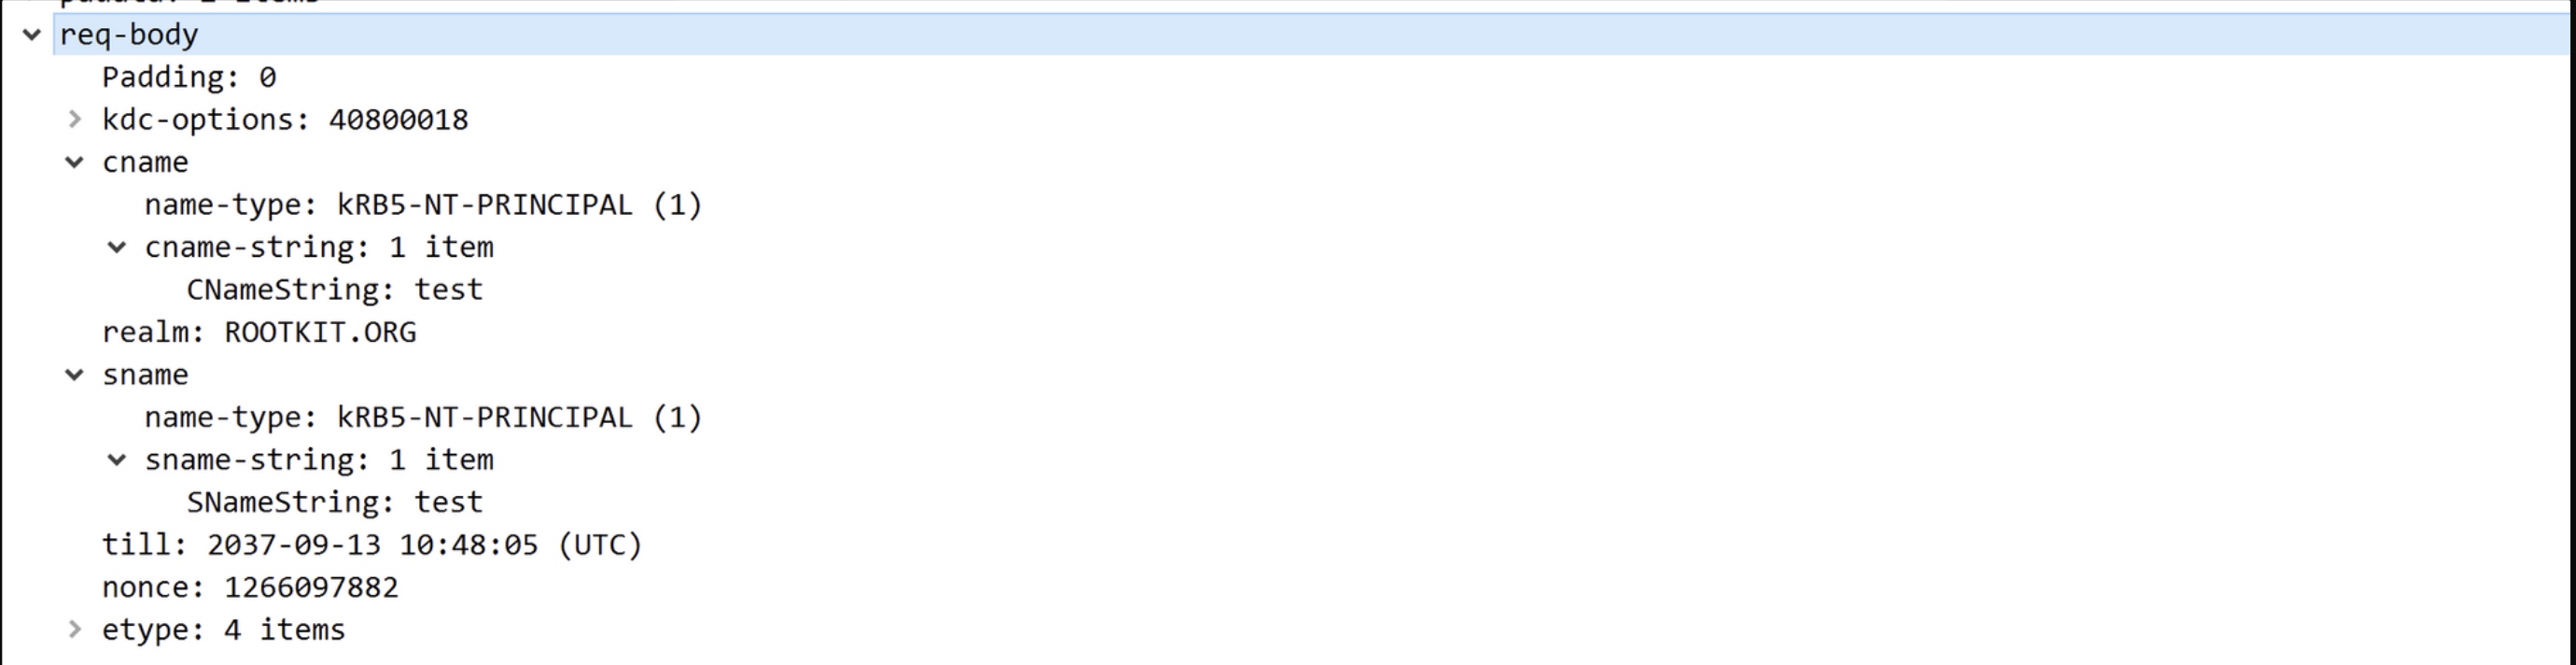 req-body
Padding: 0
kdc-options: 40800018
cname
name-type: kRB5-NT-PRINCIPAL (1)
cname-string: 1 item
CNameString: test
realm: ROOTKIT.ORG
sname
name-type: kRB5-NT-PRINCIPAL (1)
sname-string: 1 item
SNameString: test
till: 2037-09-13 10:48:05 (UTC)
nonce: 1266097882
etype: 4 items